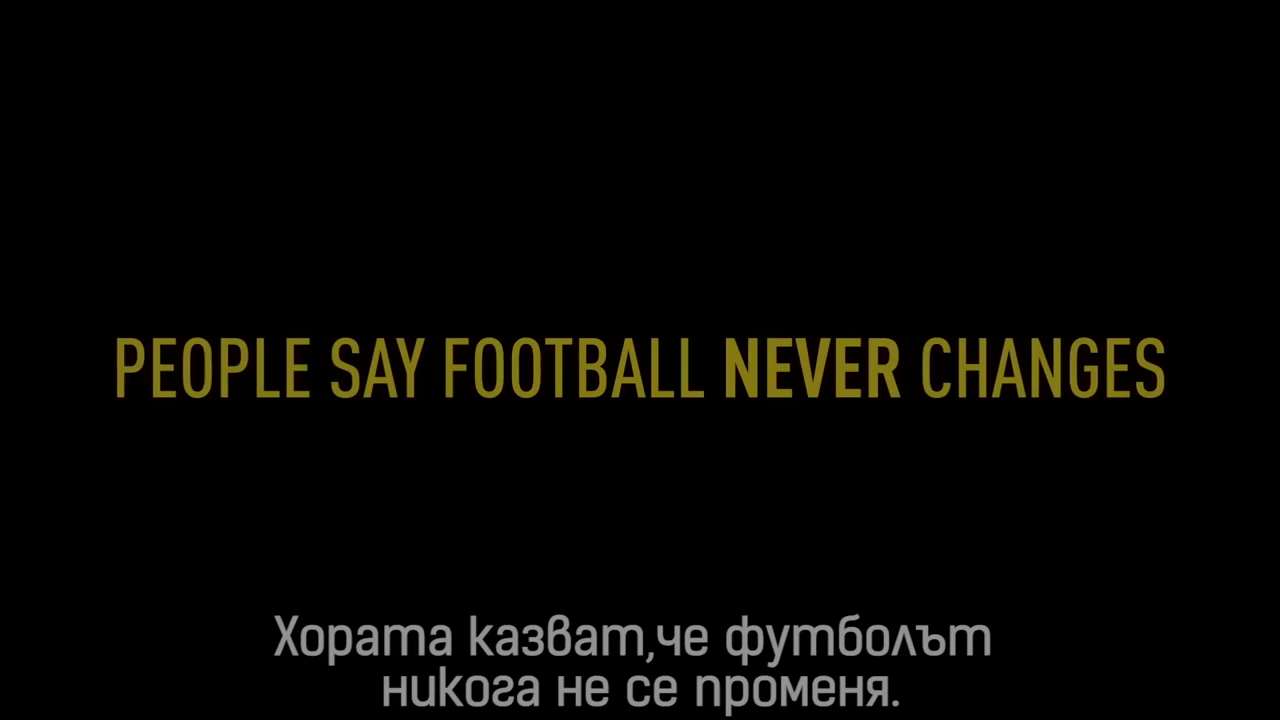 PEOPLE SAY FOOTBALL NEVER CHANGES
Хората казват,че футболът
никога не се променя.